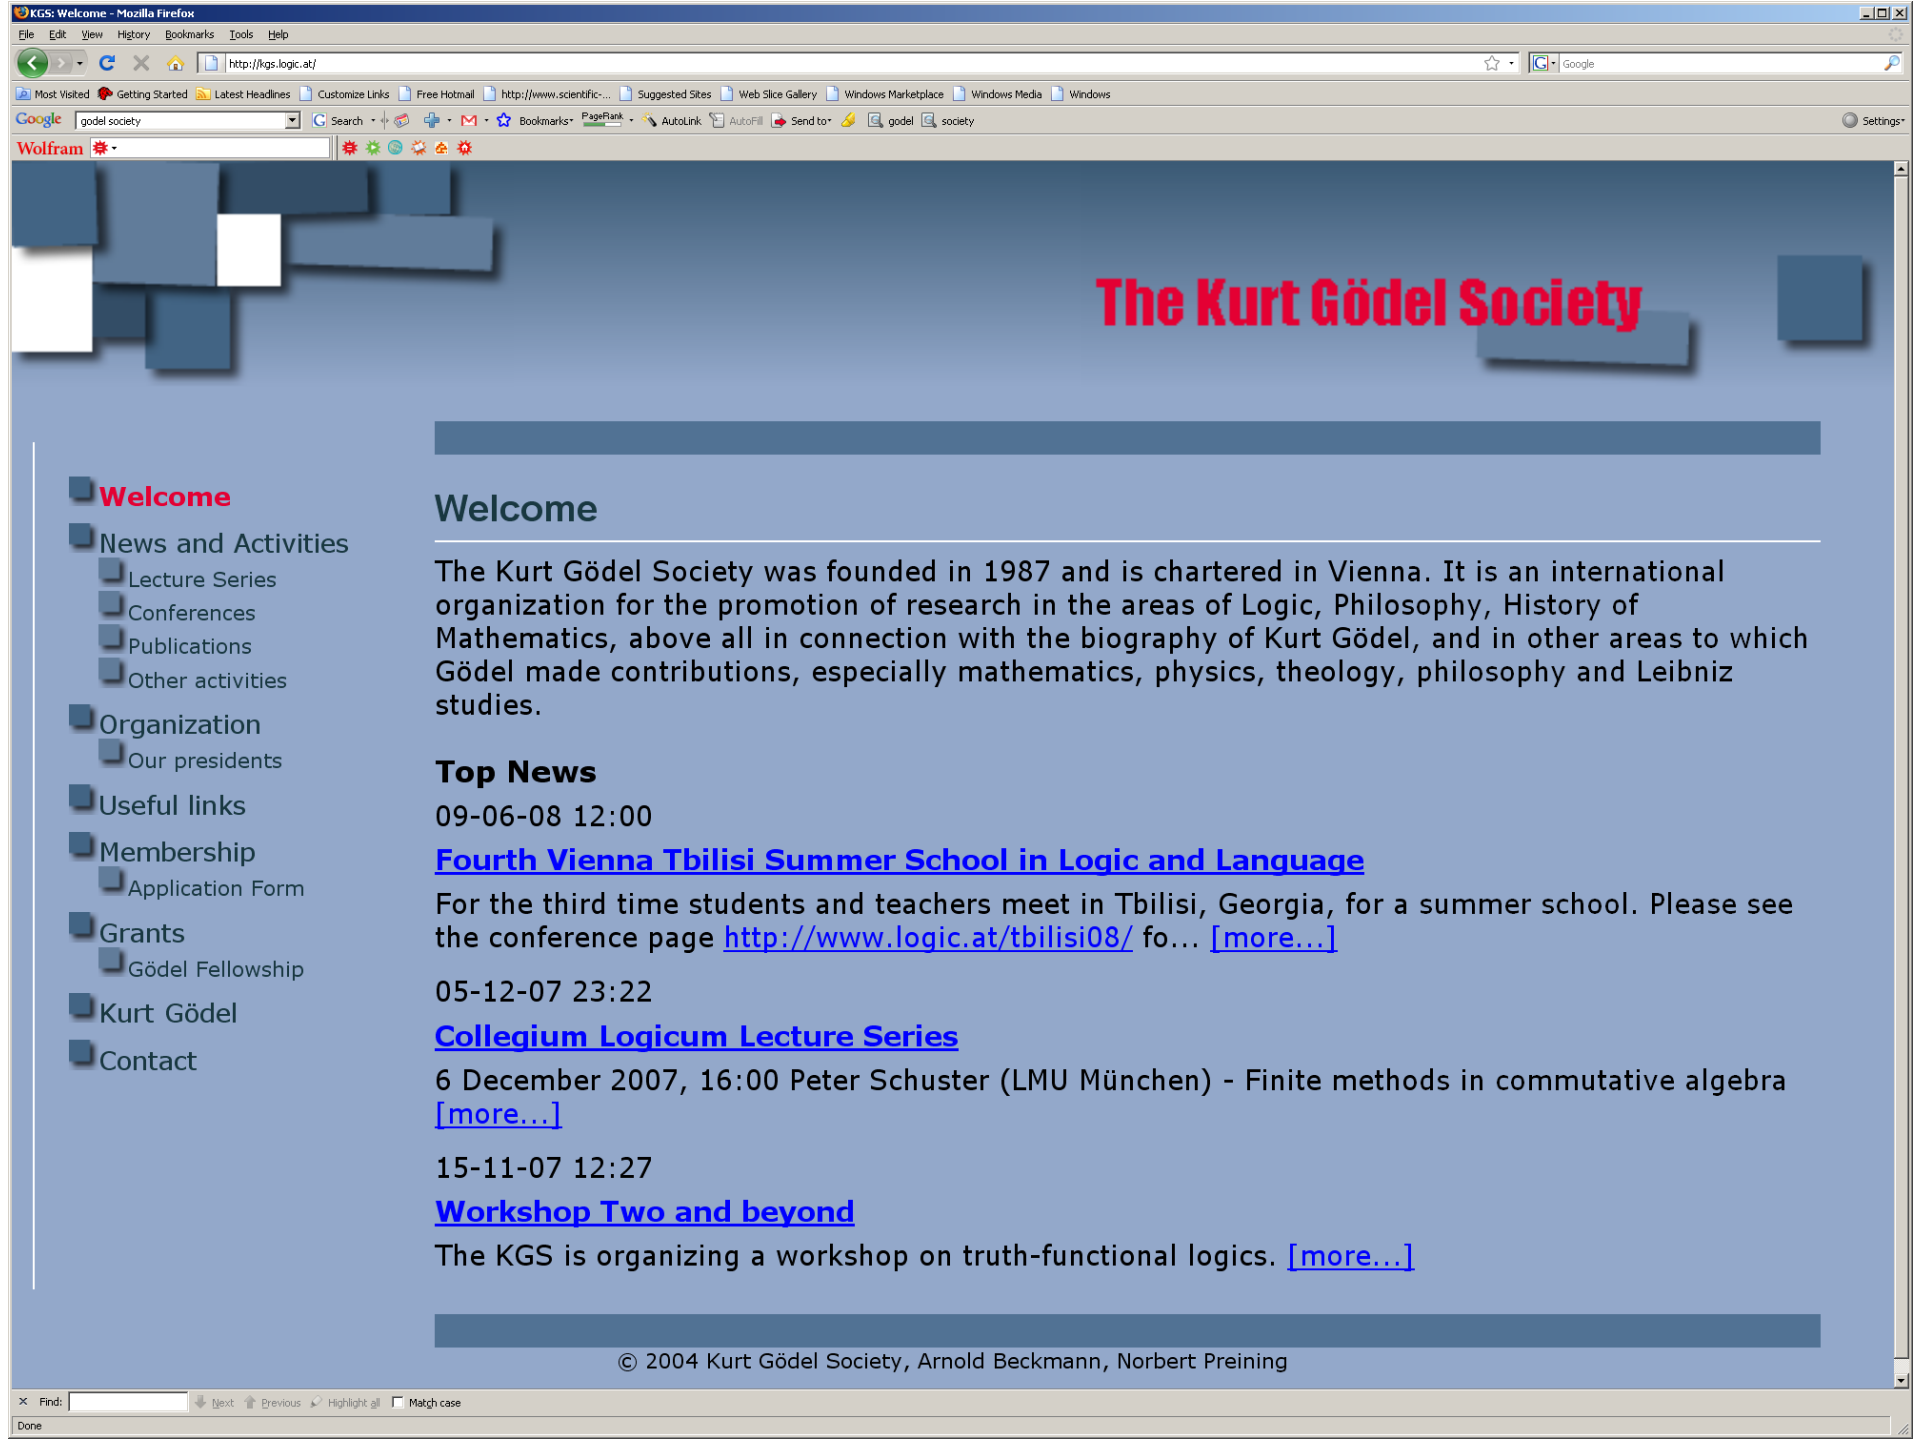 KGS: Welcome - Mozilla Firefox
File Edit View History Bookmarks Tools Help
http://kgs.logic.at/ G Google
Most Visited Getting Started Latest Headlines Customize Links Free Hotmail http://www.scientific-... Suggested Sites Web Slice Gallery Windows Marketplace Windows Media Windows
Google godel society G Search Bookmarks PageRank AutoLink AutoFill Send to godel society Settings
Wolfram
The Kurt Gödel Society
Welcome
News and Activities
Lecture Series
Conferences
Publications
Other activities
Organization
Our presidents
Useful links
Membership
Application Form
Grants
Gödel Fellowship
Kurt Gödel
Contact
Welcome
The Kurt Gödel Society was founded in 1987 and is chartered in Vienna. It is an international
organization for the promotion of research in the areas of Logic, Philosophy, History of
Mathematics, above all in connection with the biography of Kurt Gödel, and in other areas to which
Gödel made contributions, especially mathematics, physics, theology, philosophy and Leibniz
studies.
Top News
09-06-08 12:00
Fourth Vienna Tbilisi Summer School in Logic and Language
For the third time students and teachers meet in Tbilisi, Georgia, for a summer school. Please see
the conference page http://www.logic.at/tbilisi08/ fo... [more...]
05-12-07 23:22
Collegium Logicum Lecture Series
6 December 2007, 16:00 Peter Schuster (LMU München) - Finite methods in commutative algebra
[more...]
15-11-07 12:27
Workshop Two and beyond
The KGS is organizing a workshop on truth-functional logics. [more...]
© 2004 Kurt Gödel Society, Arnold Beckmann, Norbert Preining
Find: Next Previous Highlight all Match case
Done